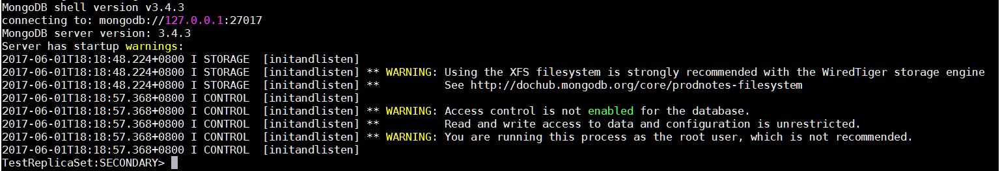 MongoDB shell version v3.4.3
connecting to: mongodb://127.0.0.1:27017
MongoDB server version: 3.4.3
Server has startup warnings:
2017-06-01T18:18:48.224+0800 I STORAGE  [initandlisten]
2017-06-01T18:18:48.224+0800 I STORAGE  [initandlisten] ** WARNING: Using the XFS filesystem is strongly recommended with the WiredTiger storage engine
2017-06-01T18:18:48.224+0800 I STORAGE  [initandlisten] **          See http://dochub.mongodb.org/core/prodnotes-filesystem
2017-06-01T18:18:57.368+0800 I CONTROL  [initandlisten]
2017-06-01T18:18:57.368+0800 I CONTROL  [initandlisten] ** WARNING: Access control is not enabled for the database.
2017-06-01T18:18:57.368+0800 I CONTROL  [initandlisten] **          Read and write access to data and configuration is unrestricted.
2017-06-01T18:18:57.368+0800 I CONTROL  [initandlisten] ** WARNING: You are running this process as the root user, which is not recommended.
2017-06-01T18:18:57.368+0800 I CONTROL  [initandlisten]
TestReplicaSet:SECONDARY>